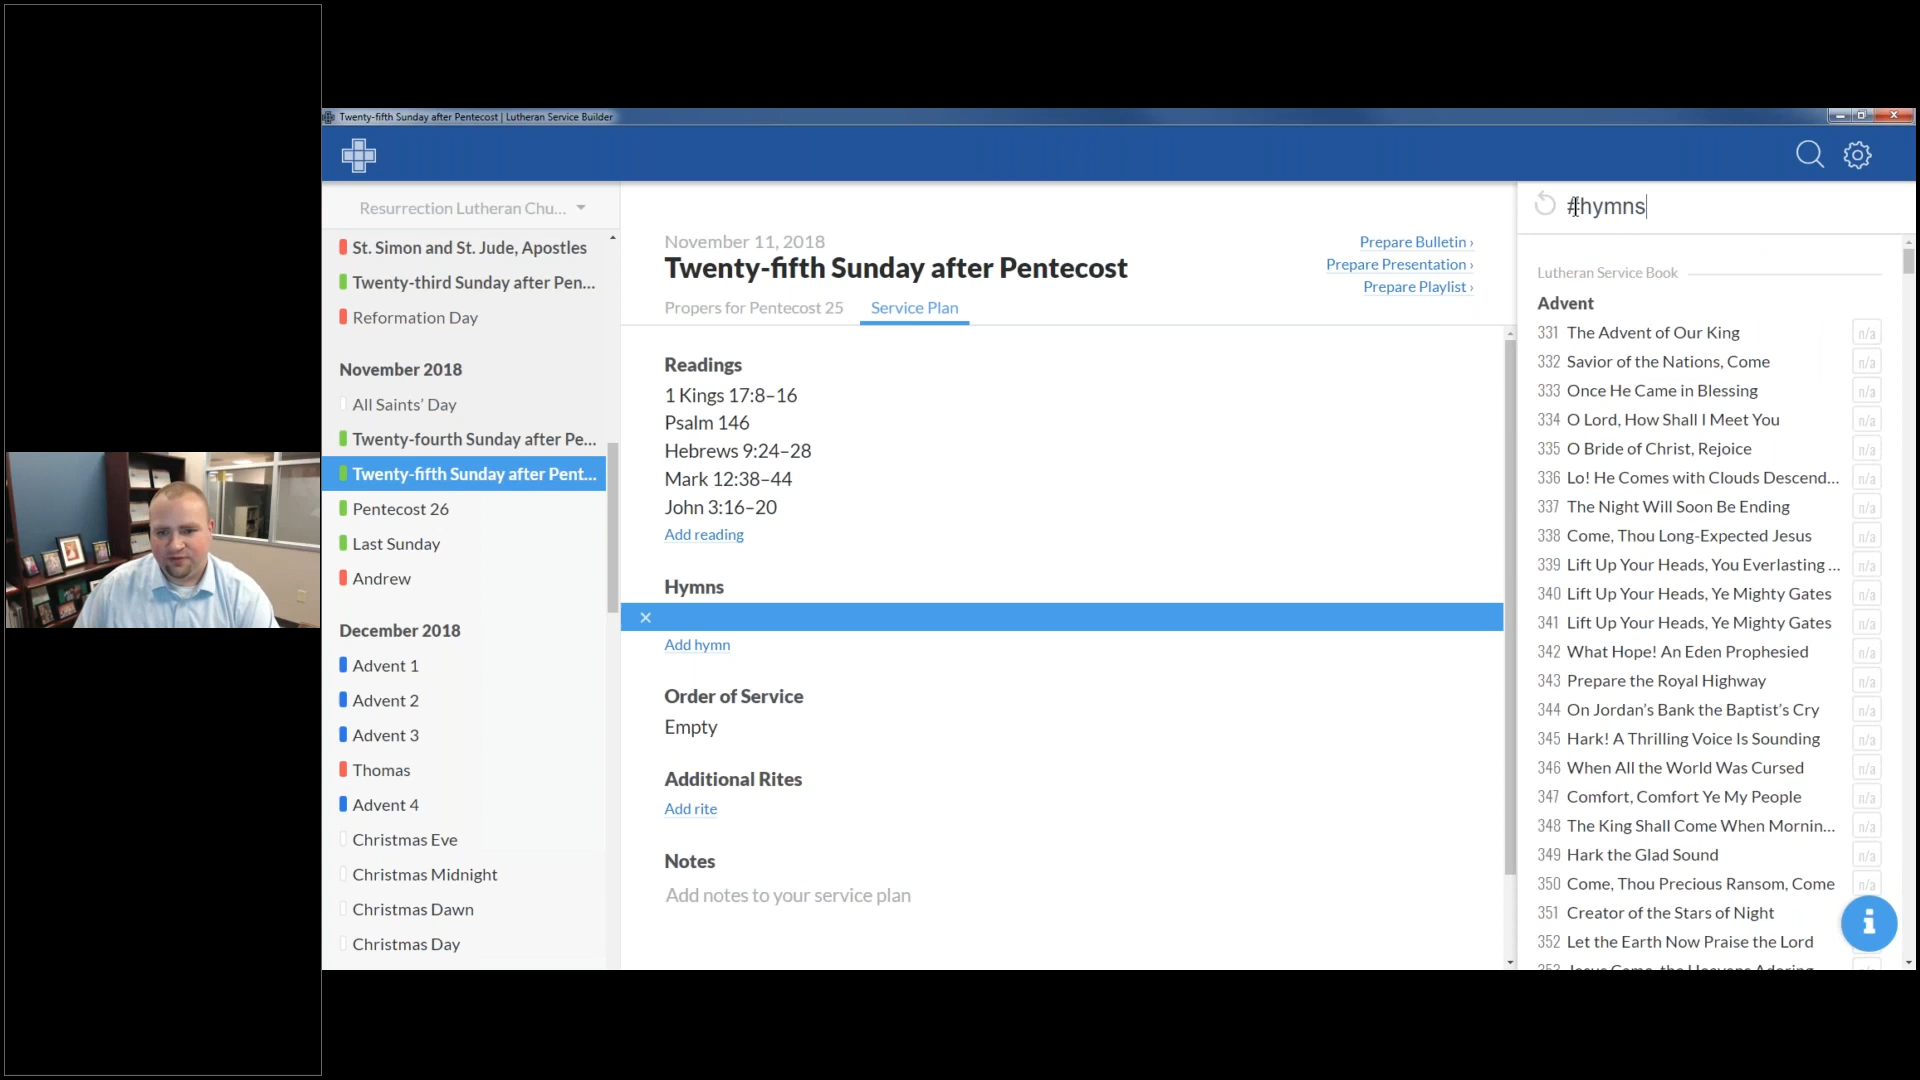 Twenty-fifth Sunday after Pentecost | Lutheran Service Builder
Resurrection Lutheran Chu...
St. Simon and St. Jude, Apostles
Twenty-third Sunday after Pen...
Reformation Day
November 2018
All Saints’ Day
Twenty-fourth Sunday after Pe...
Twenty-fifth Sunday after Pent...
Pentecost 26
Last Sunday
Andrew
December 2018
Advent 1
Advent 2
Advent 3
Thomas
Advent 4
Christmas Eve
Christmas Midnight
Christmas Dawn
Christmas Day
November 11, 2018
Twenty-fifth Sunday after Pentecost
Prepare Bulletin ›
Prepare Presentation ›
Prepare Playlist ›
Propers for Pentecost 25
Service Plan
Readings
1 Kings 17:8–16
Psalm 146
Hebrews 9:24–28
Mark 12:38–44
John 3:16–20
Add reading
Hymns
Add hymn
Order of Service
Empty
Additional Rites
Add rite
Notes
Add notes to your service plan
#hymns
Lutheran Service Book
Advent
331 The Advent of Our King n/a
332 Savior of the Nations, Come n/a
333 Once He Came in Blessing n/a
334 O Lord, How Shall I Meet You n/a
335 O Bride of Christ, Rejoice n/a
336 Lo! He Comes with Clouds Descend... n/a
337 The Night Will Soon Be Ending n/a
338 Come, Thou Long-Expected Jesus n/a
339 Lift Up Your Heads, You Everlasting ... n/a
340 Lift Up Your Heads, Ye Mighty Gates n/a
341 Lift Up Your Heads, Ye Mighty Gates n/a
342 What Hope! An Eden Prophesied n/a
343 Prepare the Royal Highway n/a
344 On Jordan’s Bank the Baptist’s Cry n/a
345 Hark! A Thrilling Voice Is Sounding n/a
346 When All the World Was Cursed n/a
347 Comfort, Comfort Ye My People n/a
348 The King Shall Come When Mornin... n/a
349 Hark the Glad Sound n/a
350 Come, Thou Precious Ransom, Come n/a
351 Creator of the Stars of Night
352 Let the Earth Now Praise the Lord